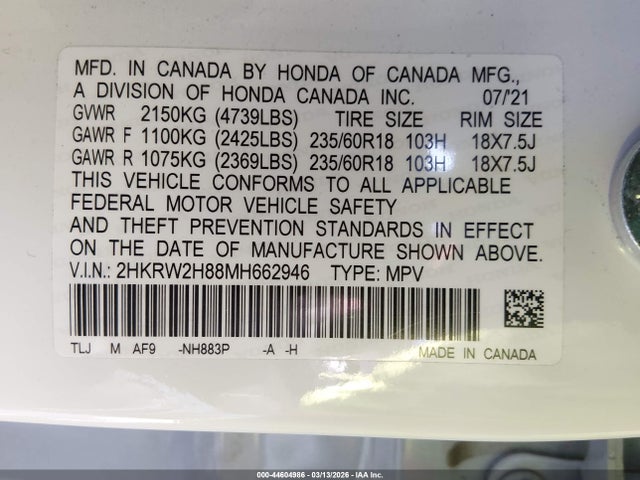 MFD. IN CANADA BY HONDA OF CANADA MFG.,
A DIVISION OF HONDA CANADA INC. 07/'21
GVWR 2150KG (4739LBS) TIRE SIZE RIM SIZE
GAWR F 1100KG (2425LBS) 235/60R18 103H 18X7.5J
GAWR R 1075KG (2369LBS) 235/60R18 103H 18X7.5J
THIS VEHICLE CONFORMS TO ALL APPLICABLE
FEDERAL MOTOR VEHICLE SAFETY
AND THEFT PREVENTION STANDARDS IN EFFECT
ON THE DATE OF MANUFACTURE SHOWN ABOVE.
V.I.N.: 2HKRW2H88MH662946 TYPE: MPV
TLJ M AF9 -NH883P -A -H MADE IN CANADA
000-44604986 - 03/13/2026 - IAA Inc.